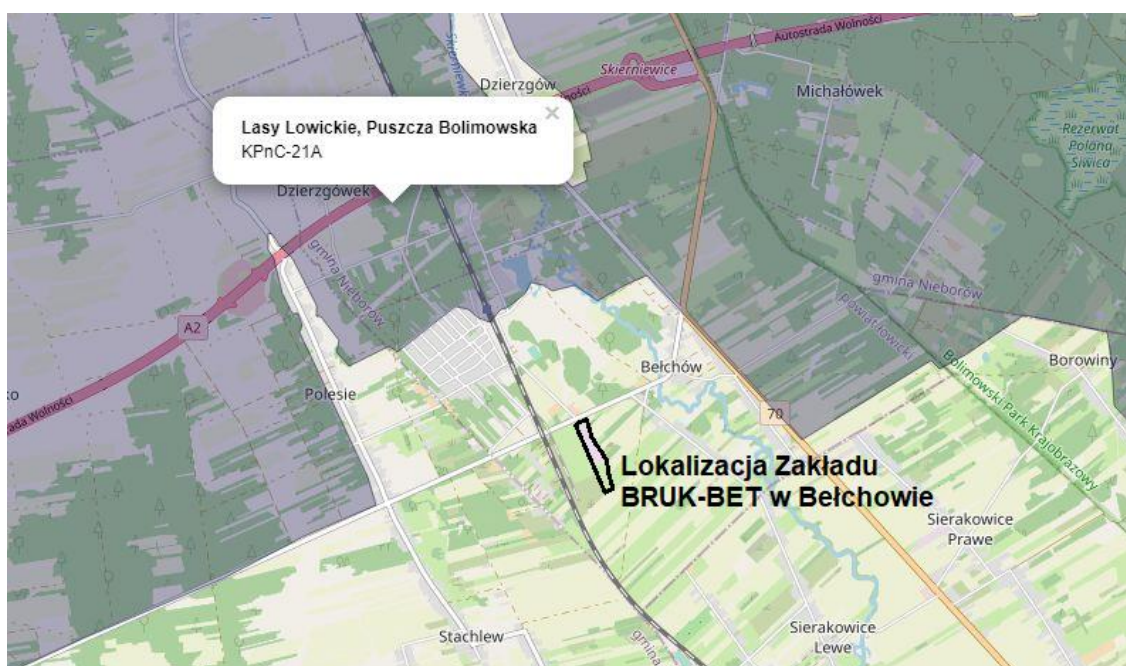 Autostrada Wolności
Skierniewice
Dzierzgów
Michałówek
Rezerwat
Polana
Siwica
Lasy Lowickie, Puszcza Bolimowska
KPnC-21A
×
Dzierzgówek
gmina Nieborów
gmina Nieborów
Powiat łowicki
A2
Bełchów
Borowiny
Polesie
Bolimowski Park Krajobrazowy
70
Lokalizacja Zakładu
BRUK-BET w Bełchowie
Sierakowice
Prawe
Stachlew
gmina
Sierakowice
Lewe